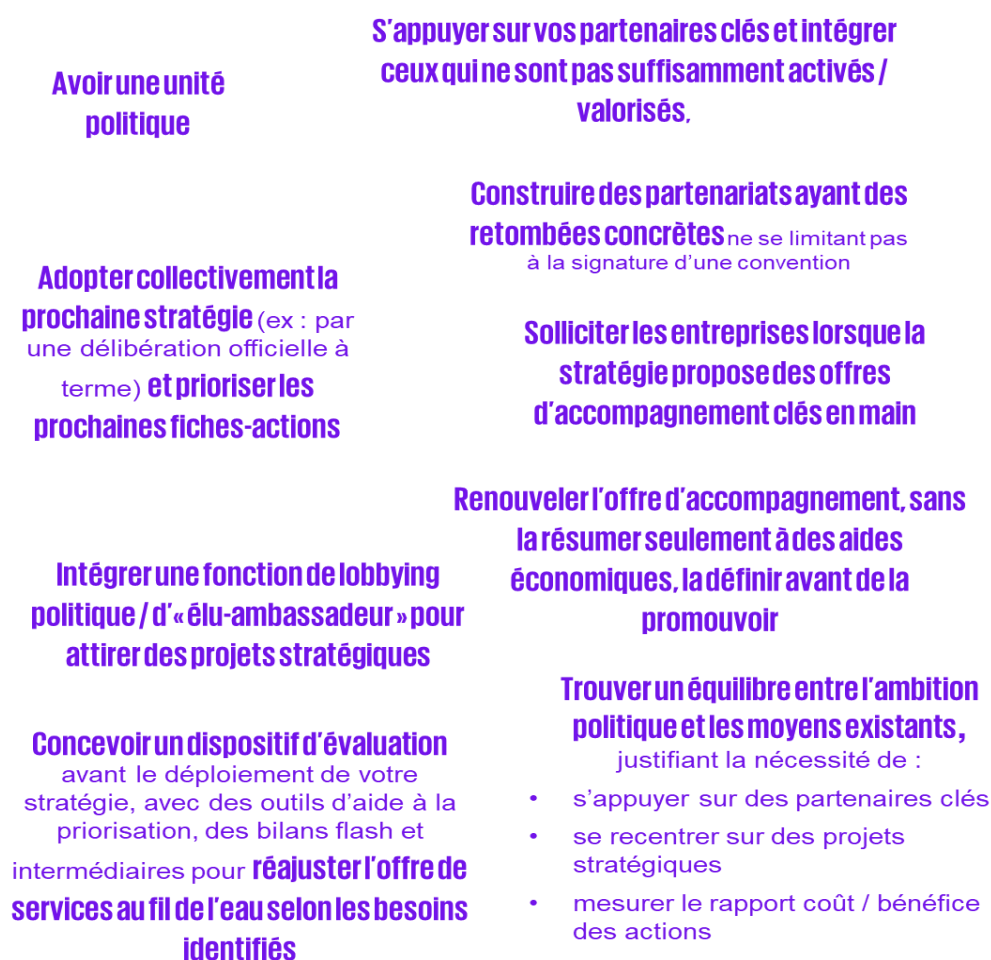 Avoir une unité
politique
S'appuyer sur vos partenaires clés et intégrer
ceux qui ne sont pas suffisamment activés /
valorisés,
Construire des partenariats ayant des
retombées concrètes ne se limitant pas
à la signature d'une convention
Adopter collectivement la
prochaine stratégie (ex : par
une délibération officielle à
terme) et prioriser les
prochaines fiches-actions
Solliciter les entreprises lorsque la
stratégie propose des offres
d'accompagnement clés en main
Renouveler l'offre d'accompagnement, sans
la résumer seulement à des aides
économiques, la définir avant de la
promouvoir
Intégrer une fonction de lobbying
politique / d'« élu-ambassadeur » pour
attirer des projets stratégiques
Trouver un équilibre entre l'ambition
politique et les moyens existants,
justifiant la nécessité de :
• s'appuyer sur des partenaires clés
• se recentrer sur des projets
stratégiques
• mesurer le rapport coût / bénéfice
des actions
Concevoir un dispositif d'évaluation
avant le déploiement de votre
stratégie, avec des outils d'aide à la
priorisation, des bilans flash et
intermédiaires pour réajuster l'offre de
services au fil de l'eau selon les besoins
identifiés